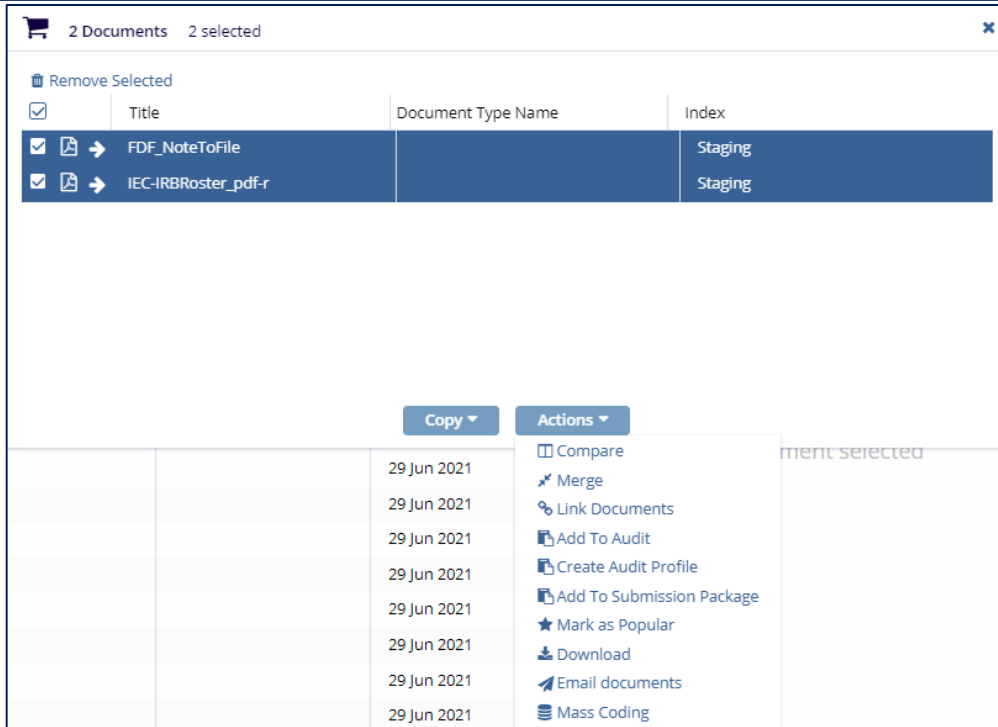 2 Documents 2 selected
Remove Selected
Title Document Type Name Index
FDF_NoteToFile Staging
IEC-IRBRoster_pdf-r Staging
Copy Actions
Compare
ment selected
29 Jun 2021
Merge
29 Jun 2021
Link Documents
29 Jun 2021
Add To Audit
29 Jun 2021
Create Audit Profile
29 Jun 2021
Add To Submission Package
29 Jun 2021
Mark as Popular
29 Jun 2021
Download
29 Jun 2021
Email documents
Mass Coding